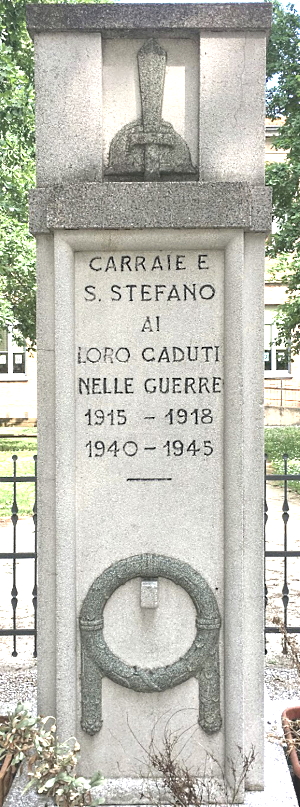 CARRAIE E
S. STEFANO
AI
LORO CADUTI
NELLE GUERRE
1915 - 1918
1940 - 1945